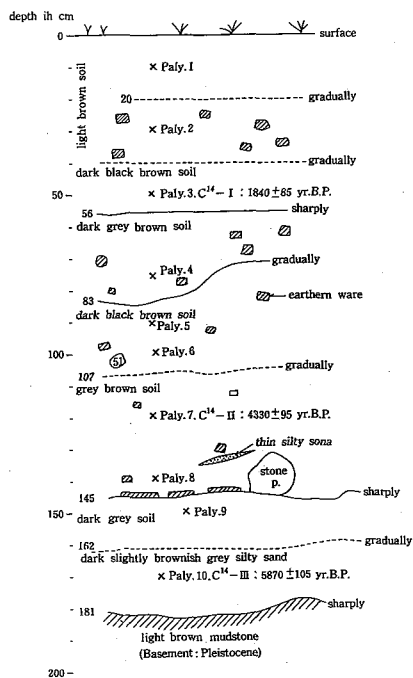 depth ih cm
0 surface
× Paly. 1
light brown soil
20 gradually
× Paly. 2
gradually
dark black brown soil
50 × Paly. 3. C¹⁴ – I : 1840 ± 85 yr. B.P.
56 sharply
dark grey brown soil
gradually
× Paly. 4
earthern ware
83
dark black brown soil
× Paly. 5
× Paly. 6
100
51
107 gradually
grey brown soil
× Paly. 7. C¹⁴ – II : 4330 ± 95 yr. B.P.
thin silty sona
stone
p.
× Paly. 8
145 sharply
150 × Paly. 9
dark grey soil
162 gradually
dark slightly brownish grey silty sand
× Paly. 10. C¹⁴ – III : 5870 ± 105 yr. B.P.
181 sharply
light brown mudstone
(Basement : Pleistocene)
200